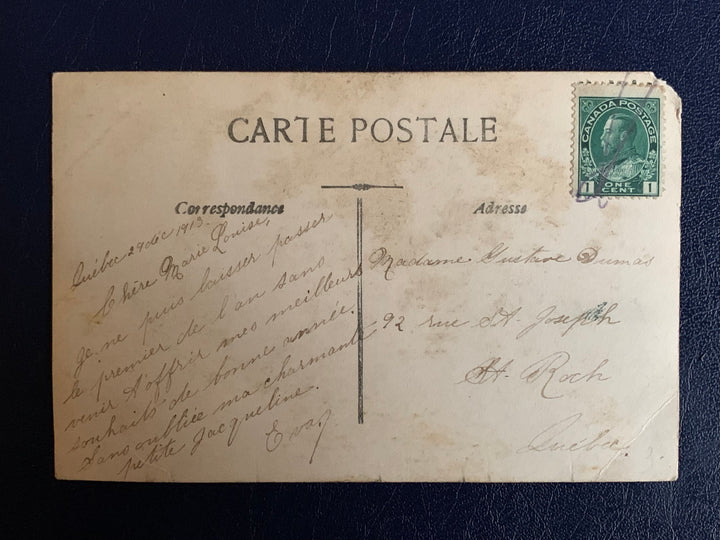 CARTE POSTALE
CANADA POSTAGE
1 ONE CENT 1
Correspondance
Québec 29 déc 1913.
Chère Marie Louise,
Je ne puis laisser passer
le premier de l'an sans
venir t'offrir mes meilleurs
souhaits de bonne année.
Sans oubliée ma charmante
petite Jacqueline.
Eva
Adresse
Madame Gustave Dumas
92 rue St-Joseph
St-Roch
Québec.